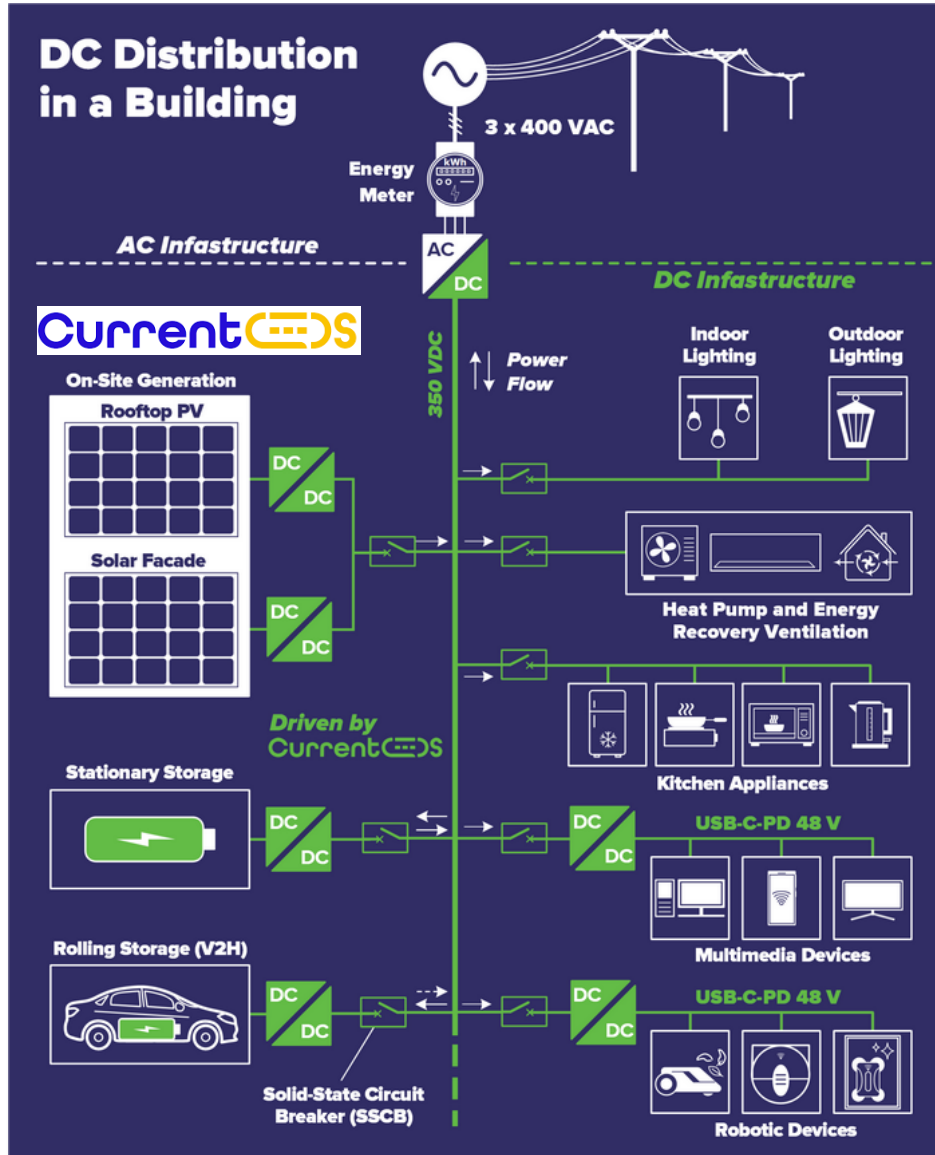 DC Distribution
in a Building
3 x 400 VAC
kWh
Energy
Meter
AC Infastructure
AC
DC
DC Infastructure
CurrentOS
350 VDC
Power
Flow
Indoor
Lighting
Outdoor
Lighting
On-Site Generation
Rooftop PV
DC
DC
Solar Facade
DC
DC
Heat Pump and Energy
Recovery Ventilation
Driven by
CurrentOS
Kitchen Appliances
Stationary Storage
DC
DC
DC
DC
USB-C-PD 48 V
Multimedia Devices
Rolling Storage (V2H)
DC
DC
DC
DC
USB-C-PD 48 V
Solid-State Circuit
Breaker (SSCB)
Robotic Devices